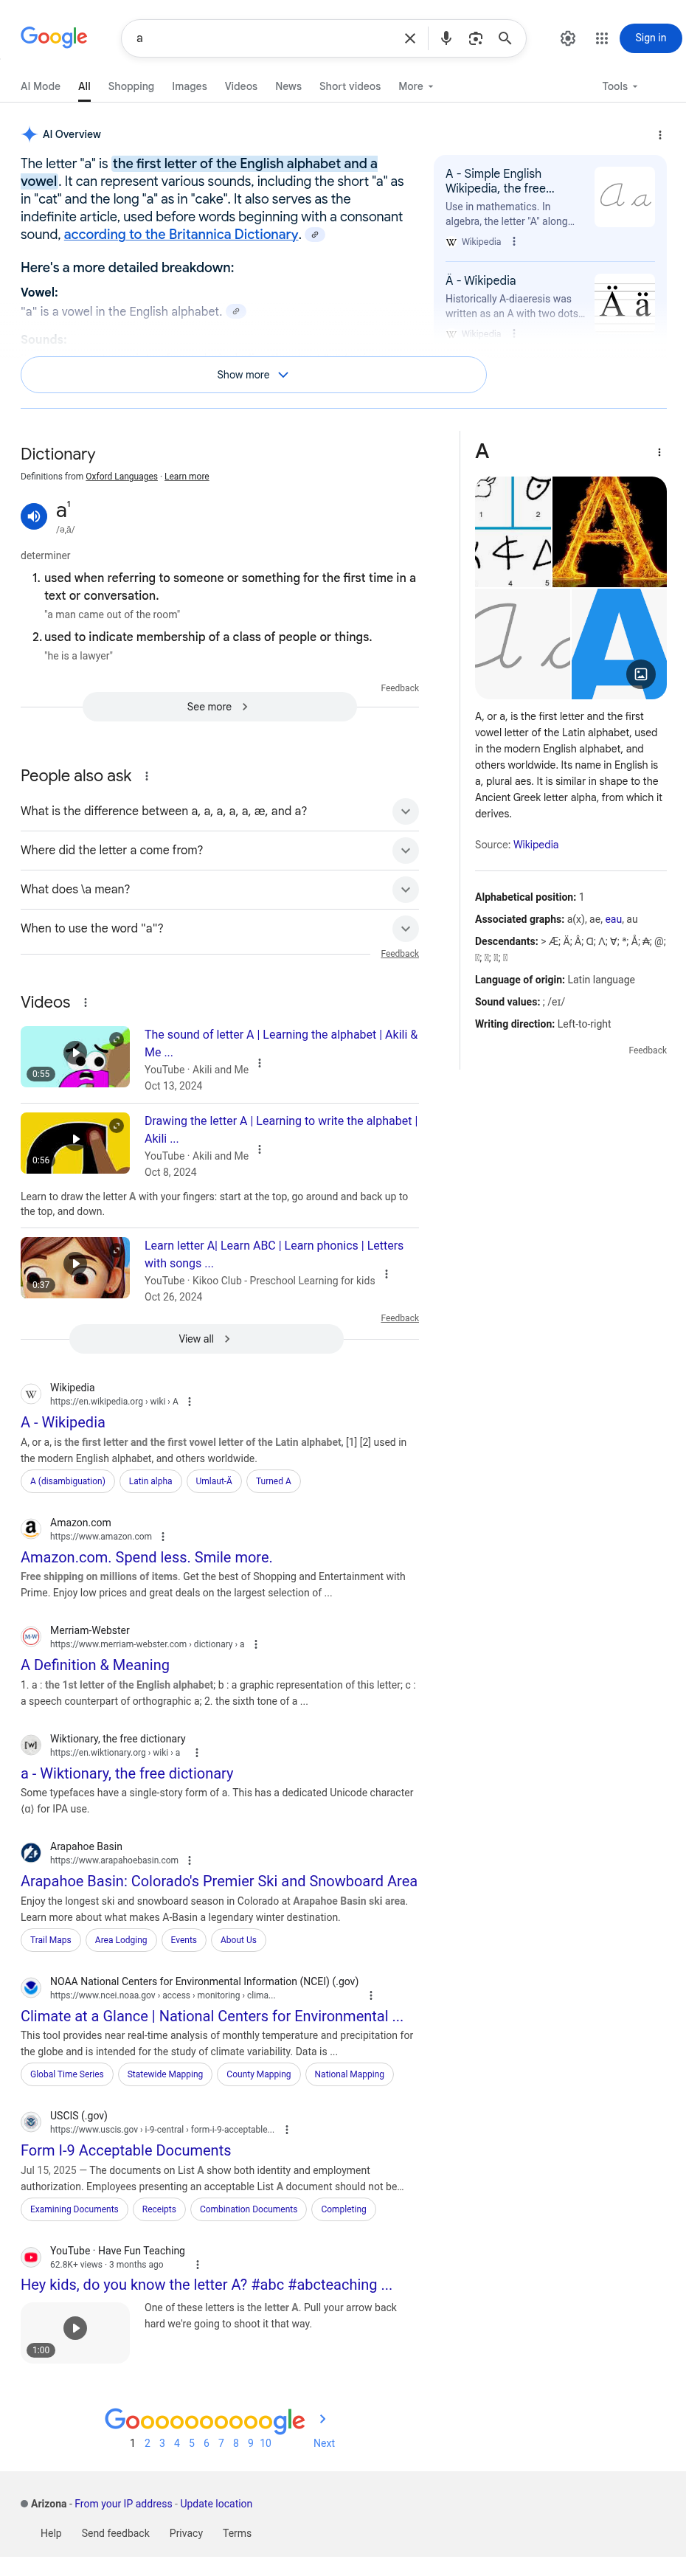 Google
a
Sign in
AI Mode
All
Shopping
Images
Videos
News
Short videos
More
Tools
AI Overview
The letter "a" is the first letter of the English alphabet and a
vowel. It can represent various sounds, including the short "a" as
in "cat" and the long "a" as in "cake". It also serves as the
indefinite article, used before words beginning with a consonant
sound, according to the Britannica Dictionary.
Here's a more detailed breakdown:
Vowel:
"a" is a vowel in the English alphabet.
Sounds:
A - Simple English
Wikipedia, the free...
Use in mathematics. In
algebra, the letter "A" along...
Wikipedia
Ä - Wikipedia
Historically A-diaeresis was
written as an A with two dots...
Wikipedia
Show more
Dictionary
Definitions from Oxford Languages · Learn more
a¹
/ə,ā/
determiner
1. used when referring to someone or something for the first time in a
text or conversation.
"a man came out of the room"
2. used to indicate membership of a class of people or things.
"he is a lawyer"
Feedback
See more
People also ask
What is the difference between a, a, a, a, a, æ, and a?
Where did the letter a come from?
What does \a mean?
When to use the word "a"?
Feedback
Videos
0:55
The sound of letter A | Learning the alphabet | Akili &
Me ...
YouTube · Akili and Me
Oct 13, 2024
0:56
Drawing the letter A | Learning to write the alphabet |
Akili ...
YouTube · Akili and Me
Oct 8, 2024
Learn to draw the letter A with your fingers: start at the top, go around and back up to
the top, and down.
0:37
Learn letter A| Learn ABC | Learn phonics | Letters
with songs ...
YouTube · Kikoo Club - Preschool Learning for kids
Oct 26, 2024
Feedback
View all
Wikipedia
https://en.wikipedia.org › wiki › A
A - Wikipedia
A, or a, is the first letter and the first vowel letter of the Latin alphabet, [1] [2] used in
the modern English alphabet, and others worldwide.
A (disambiguation)
Latin alpha
Umlaut-Ä
Turned A
Amazon.com
https://www.amazon.com
Amazon.com. Spend less. Smile more.
Free shipping on millions of items. Get the best of Shopping and Entertainment with
Prime. Enjoy low prices and great deals on the largest selection of ...
Merriam-Webster
https://www.merriam-webster.com › dictionary › a
A Definition & Meaning
1. a : the 1st letter of the English alphabet; b : a graphic representation of this letter; c :
a speech counterpart of orthographic a; 2. the sixth tone of a ...
Wiktionary, the free dictionary
https://en.wiktionary.org › wiki › a
a - Wiktionary, the free dictionary
Some typefaces have a single-story form of a. This has a dedicated Unicode character
⟨ɑ⟩ for IPA use.
Arapahoe Basin
https://www.arapahoebasin.com
Arapahoe Basin: Colorado's Premier Ski and Snowboard Area
Enjoy the longest ski and snowboard season in Colorado at Arapahoe Basin ski area.
Learn more about what makes A-Basin a legendary winter destination.
Trail Maps
Area Lodging
Events
About Us
NOAA National Centers for Environmental Information (NCEI) (.gov)
https://www.ncei.noaa.gov › access › monitoring › clima...
Climate at a Glance | National Centers for Environmental ...
This tool provides near real-time analysis of monthly temperature and precipitation for
the globe and is intended for the study of climate variability. Data is ...
Global Time Series
Statewide Mapping
County Mapping
National Mapping
USCIS (.gov)
https://www.uscis.gov › i-9-central › form-i-9-acceptable...
Form I-9 Acceptable Documents
Jul 15, 2025 — The documents on List A show both identity and employment
authorization. Employees presenting an acceptable List A document should not be...
Examining Documents
Receipts
Combination Documents
Completing
YouTube · Have Fun Teaching
62.8K+ views · 3 months ago
Hey kids, do you know the letter A? #abc #abcteaching ...
1:00
One of these letters is the letter A. Pull your arrow back
hard we're going to shoot it that way.
A
A, or a, is the first letter and the first
vowel letter of the Latin alphabet, used
in the modern English alphabet, and
others worldwide. Its name in English is
a, plural aes. It is similar in shape to the
Ancient Greek letter alpha, from which it
derives.
Source: Wikipedia
Alphabetical position: 1
Associated graphs: a(x), ae, eau, au
Descendants: > Æ; Ä; Â; Ɑ; Λ; Ɐ; ª; Å; ₳; @;
Language of origin: Latin language
Sound values: ; /eɪ/
Writing direction: Left-to-right
Feedback
Goooooooooogle
1 2 3 4 5 6 7 8 9 10 Next
Arizona - From your IP address - Update location
Help
Send feedback
Privacy
Terms